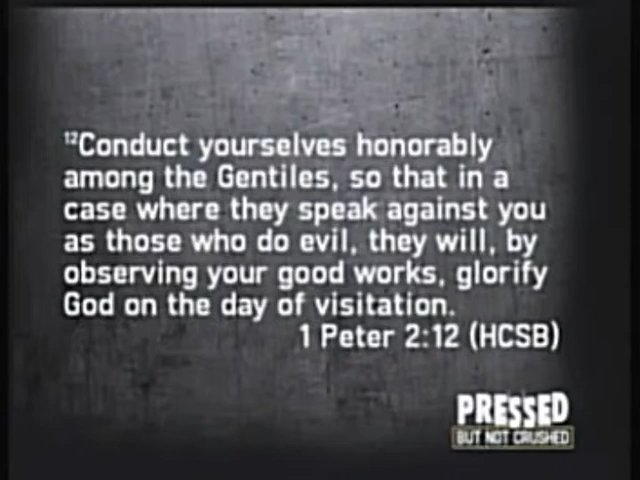 ¹²Conduct yourselves honorably
among the Gentiles, so that in a
case where they speak against you
as those who do evil, they will, by
observing your good works, glorify
God on the day of visitation.
1 Peter 2:12 (HCSB)
PRESSED
BUT NOT CRUSHED